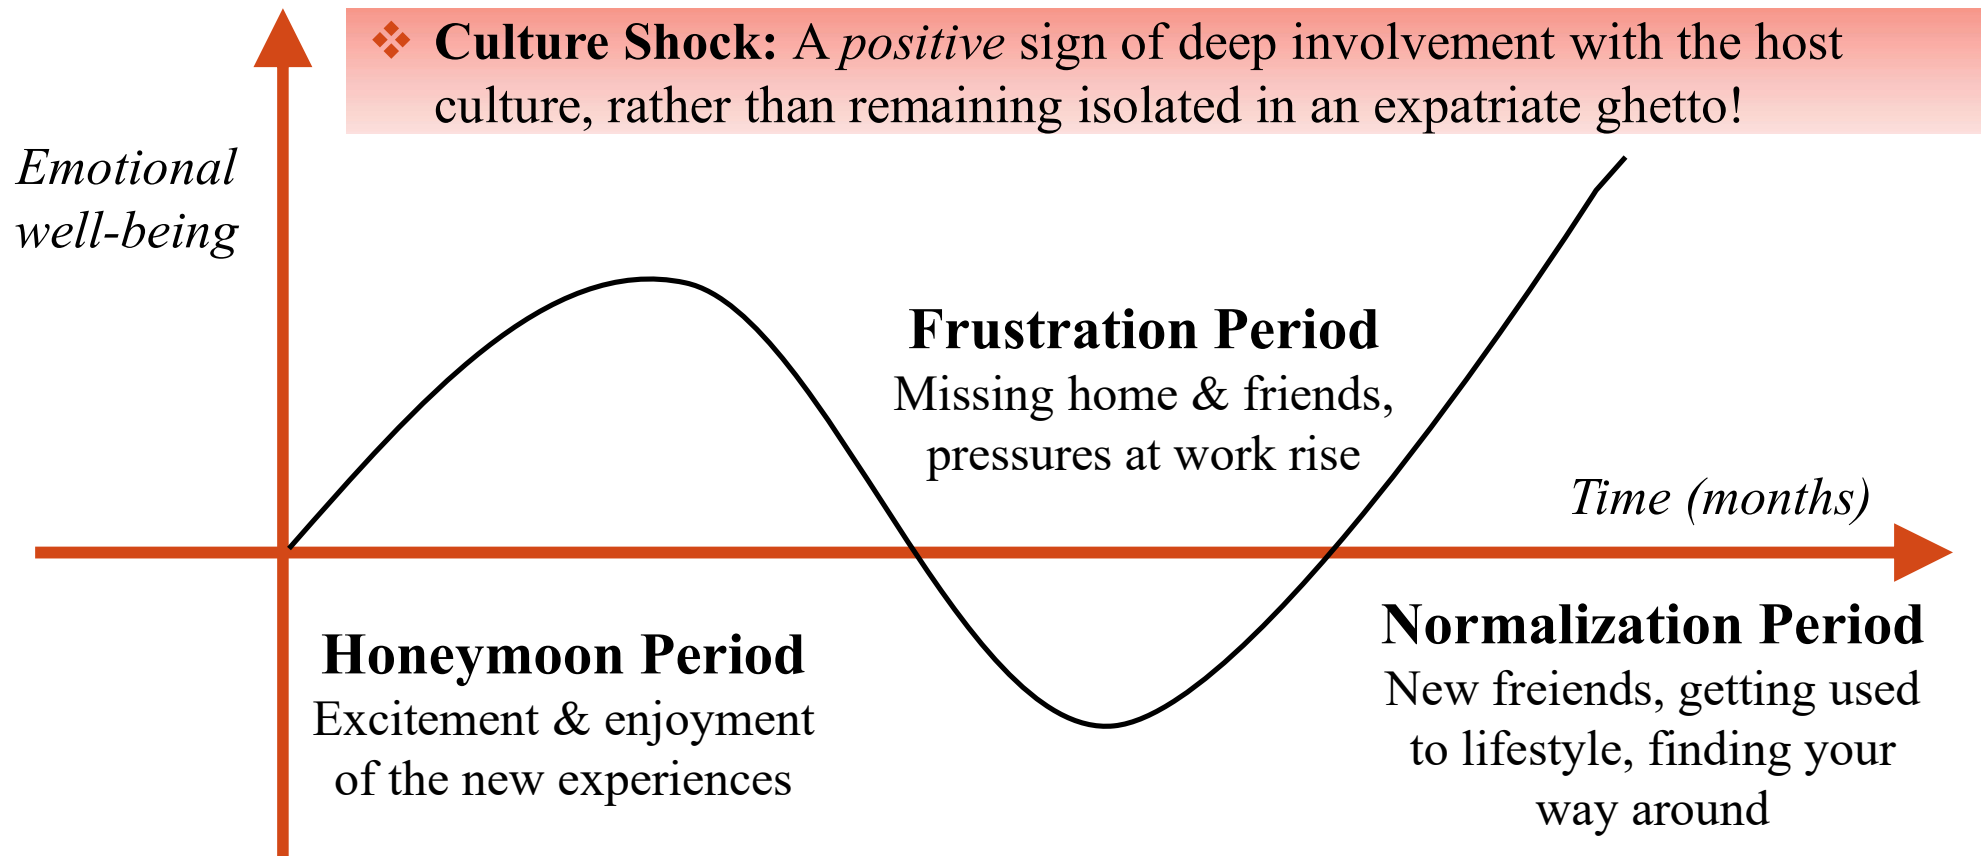 ❖ Culture Shock: A positive sign of deep involvement with the host
culture, rather than remaining isolated in an expatriate ghetto!
Emotional
well-being
Frustration Period
Missing home & friends,
pressures at work rise
Time (months)
Honeymoon Period
Excitement & enjoyment
of the new experiences
Normalization Period
New freiends, getting used
to lifestyle, finding your
way around